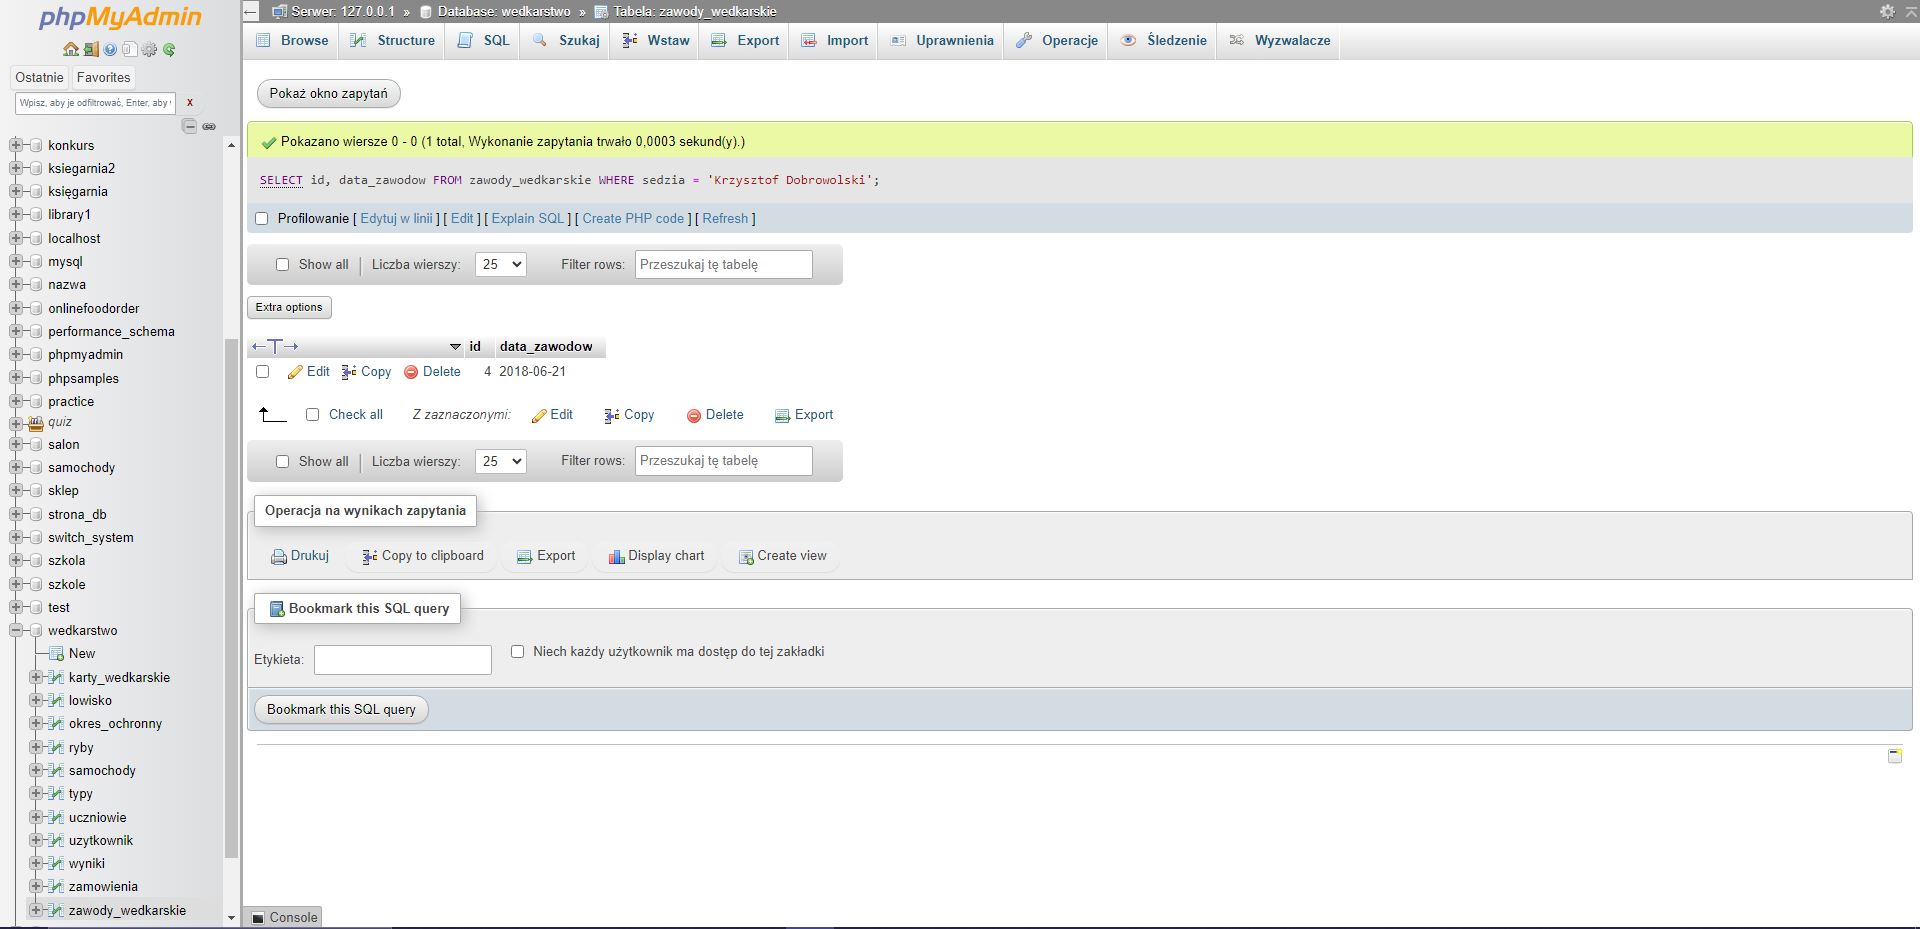 phpMyAdmin
Ostatnie Favorites
Wpisz, aby je odfiltrować, Enter, aby
X
konkurs
ksiegarnia2
księgarnia
library1
localhost
mysql
nazwa
onlinefoodorder
performance_schema
phpmyadmin
phpsamples
practice
quiz
salon
samochody
sklep
strona_db
switch_system
szkola
szkole
test
wedkarstwo
New
karty_wedkarskie
lowisko
okres_ochronny
ryby
samochody
typy
uczniowie
uzytkownik
wyniki
zamowienia
zawody_wedkarskie
Serwer: 127.0.0.1 » Database: wedkarstwo » Tabela: zawody_wedkarskie
Browse Structure SQL Szukaj Wstaw Export Import Uprawnienia Operacje Śledzenie Wyzwalacze
Pokaż okno zapytań
Pokazano wiersze 0 - 0 (1 total, Wykonanie zapytania trwało 0,0003 sekund(y).)
SELECT id, data_zawodow FROM zawody_wedkarskie WHERE sedzia = 'Krzysztof Dobrowolski';
Profilowanie [ Edytuj w linii ] [ Edit ] [ Explain SQL ] [ Create PHP code ] [ Refresh ]
Show all Liczba wierszy: 25 Filter rows: Przeszukaj tę tabelę
Extra options
←T→ id data_zawodow
Edit Copy Delete 4 2018-06-21
Check all Z zaznaczonymi: Edit Copy Delete Export
Show all Liczba wierszy: 25 Filter rows: Przeszukaj tę tabelę
Operacja na wynikach zapytania
Drukuj Copy to clipboard Export Display chart Create view
Bookmark this SQL query
Etykieta: Niech każdy użytkownik ma dostęp do tej zakładki
Bookmark this SQL query
Console